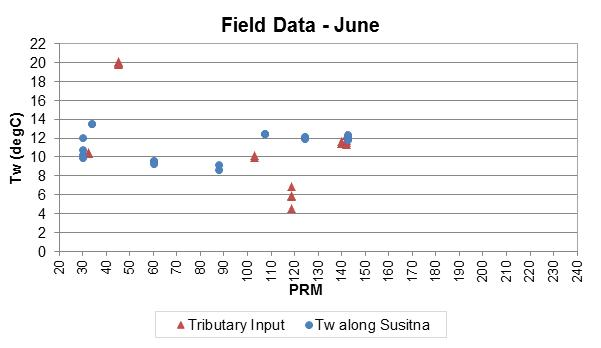 Field Data - June
22
20
18
16
14
12
10
8
6
4
2
0
Tw (degC)
20 30 40 50 60 70 80 90 100 110 120 130 140 150 160 170 180 190 200 210 220 230 240
PRM
Tributary Input Tw along Susitna